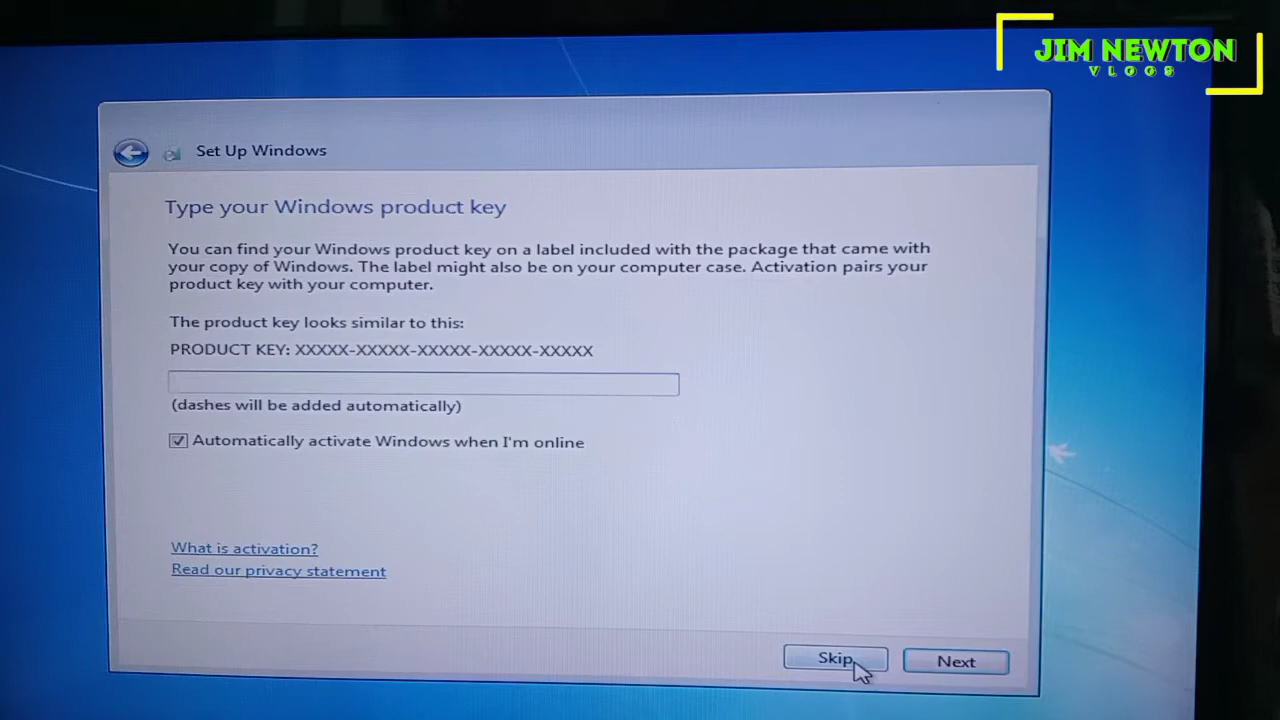 JIM NEWTON
VLOGS
Set Up Windows
Type your Windows product key
You can find your Windows product key on a label included with the package that came with
your copy of Windows. The label might also be on your computer case. Activation pairs your
product key with your computer.
The product key looks similar to this:
PRODUCT KEY: XXXXX-XXXXX-XXXXX-XXXXX-XXXXX
(dashes will be added automatically)
Automatically activate Windows when I'm online
What is activation?
Read our privacy statement
Skip
Next